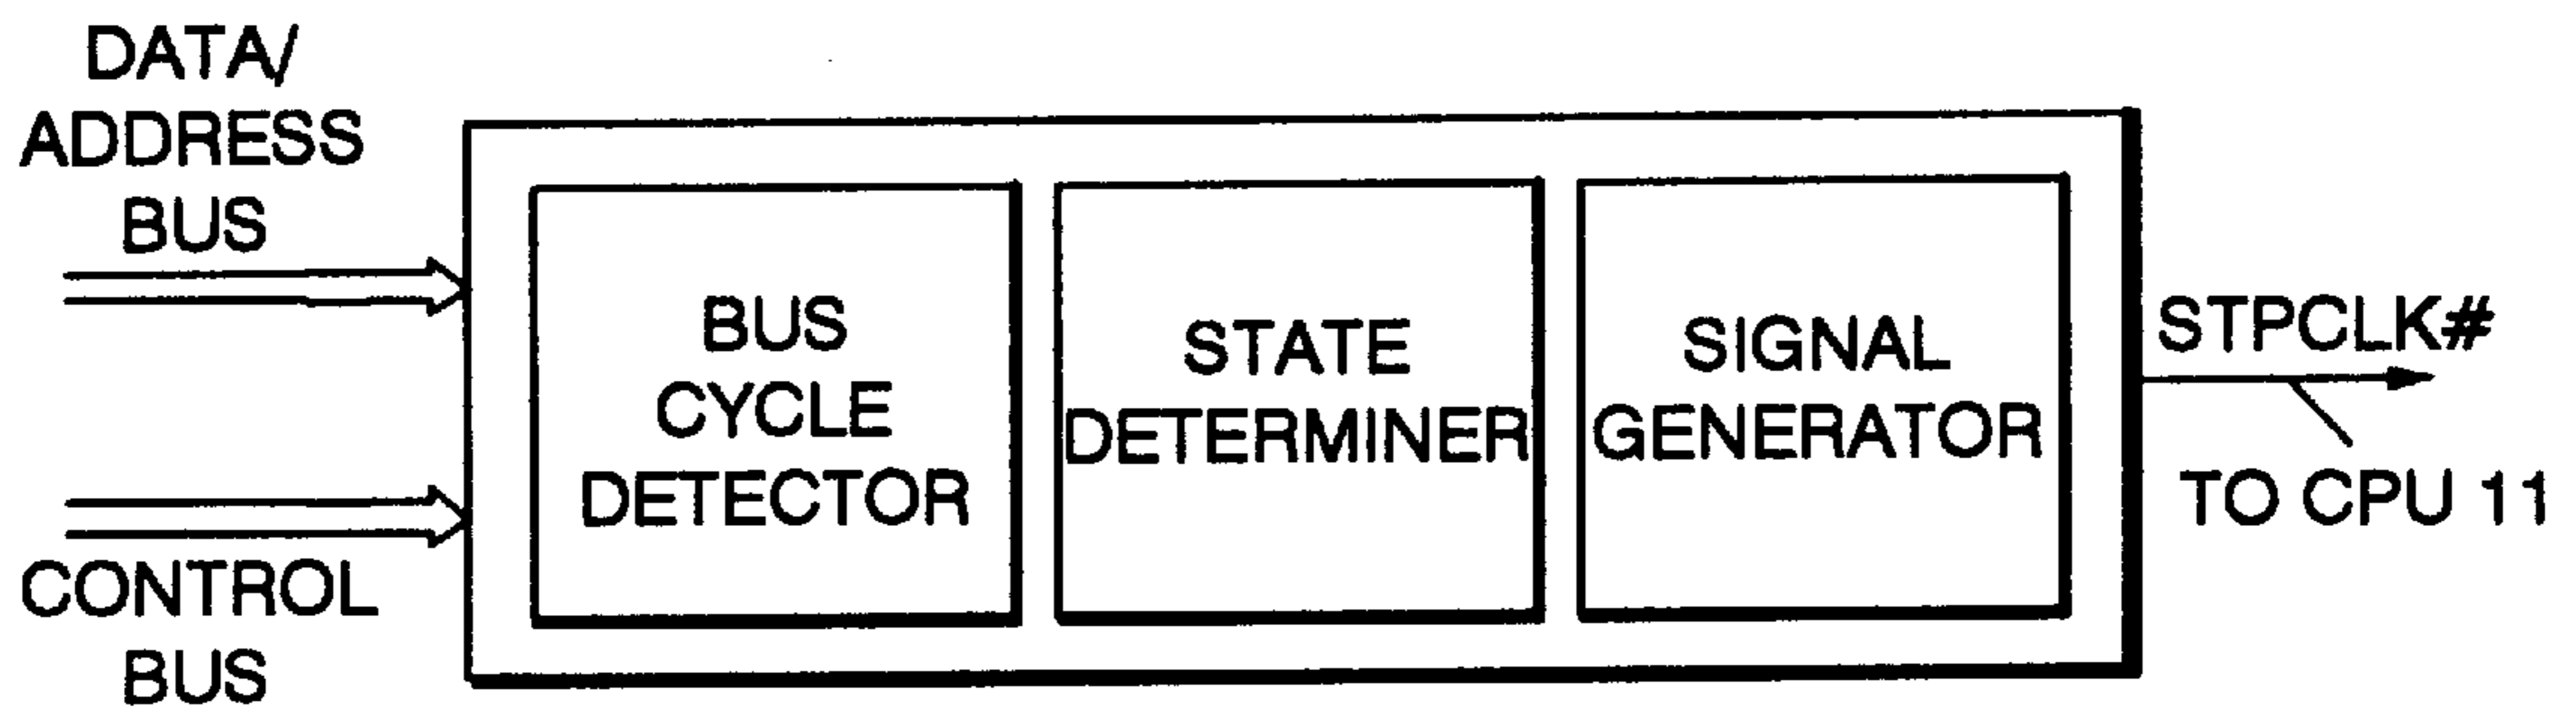 DATA/
ADDRESS
BUS
CONTROL
BUS
BUS
CYCLE
DETECTOR
STATE
DETERMINER
SIGNAL
GENERATOR
STPCLK#
TO CPU 11